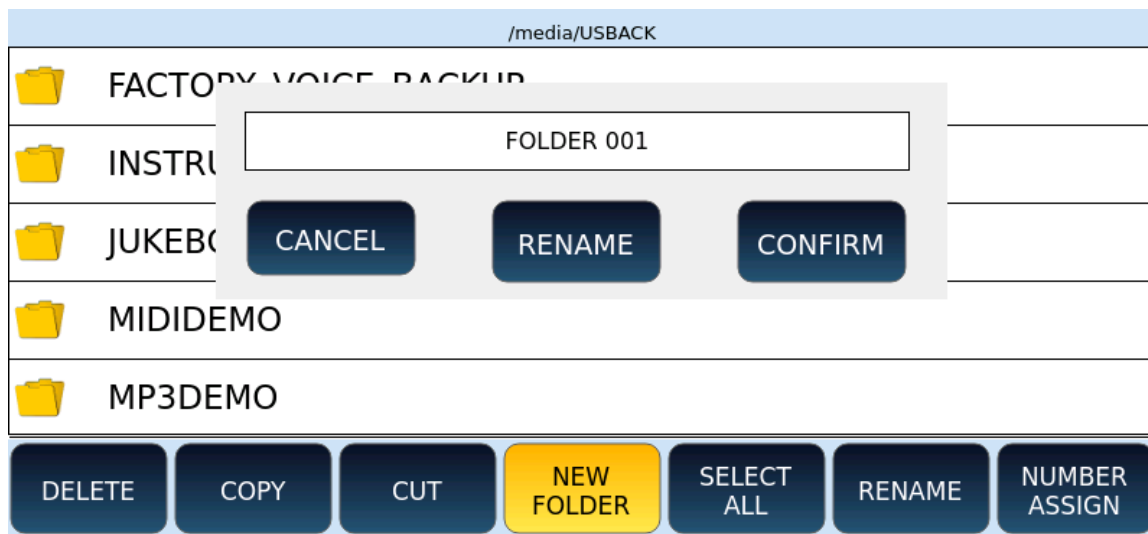 /media/USBACK
FOLDER 001
CANCEL
RENAME
CONFIRM
MIDIDEMO
MP3DEMO
DELETE
COPY
CUT
NEW
FOLDER
SELECT
ALL
RENAME
NUMBER
ASSIGN